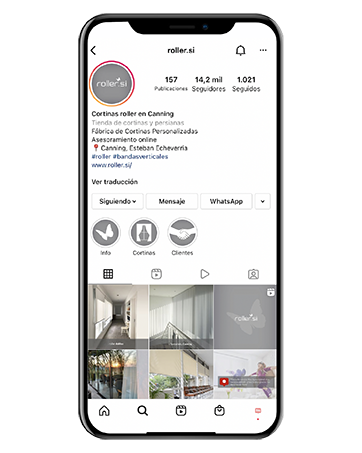 roller.si
roller.si
157
14,2 mil
1.021
Publicaciones
Seguidores
Seguidos
Cortinas roller en Canning
Tienda de cortinas y persianas
Fábrica de Cortinas Personalizadas
Asesoramiento online
📍 Canning, Esteban Echeverría
#roller #bandasverticales
www.roller.si/
Ver traducción
Siguiendo
Mensaje
WhatsApp
Info
Cortinas
Clientes
roller.si